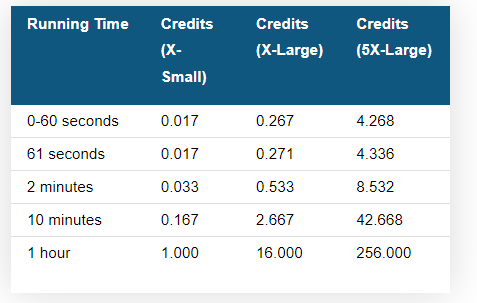 Running Time Credits (X-Small) Credits (X-Large) Credits (5X-Large)
0-60 seconds 0.017 0.267 4.268
61 seconds 0.017 0.271 4.336
2 minutes 0.033 0.533 8.532
10 minutes 0.167 2.667 42.668
1 hour 1.000 16.000 256.000